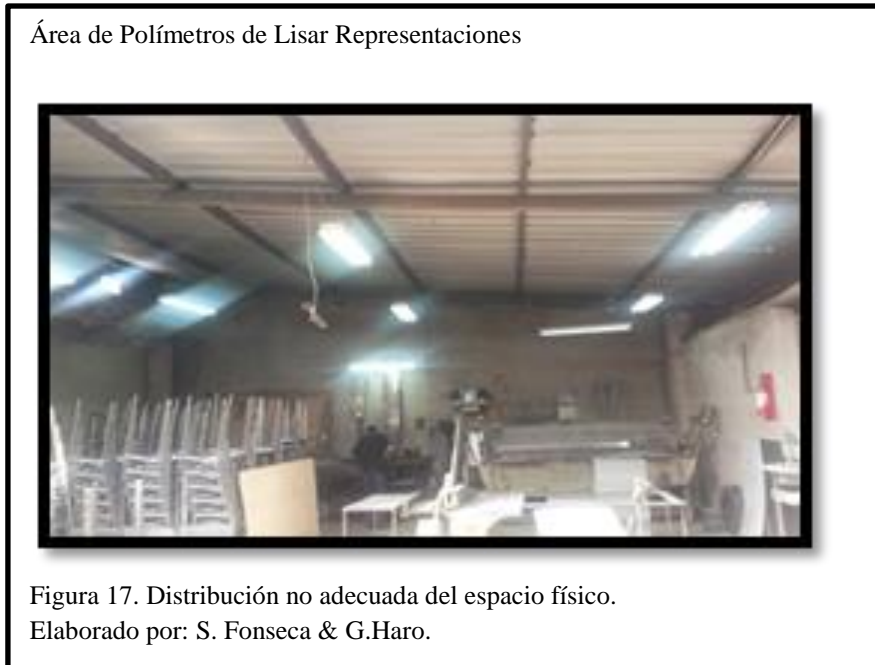 Área de Polímetros de Lisar Representaciones
Figura 17. Distribución no adecuada del espacio físico.
Elaborado por: S. Fonseca & G.Haro.